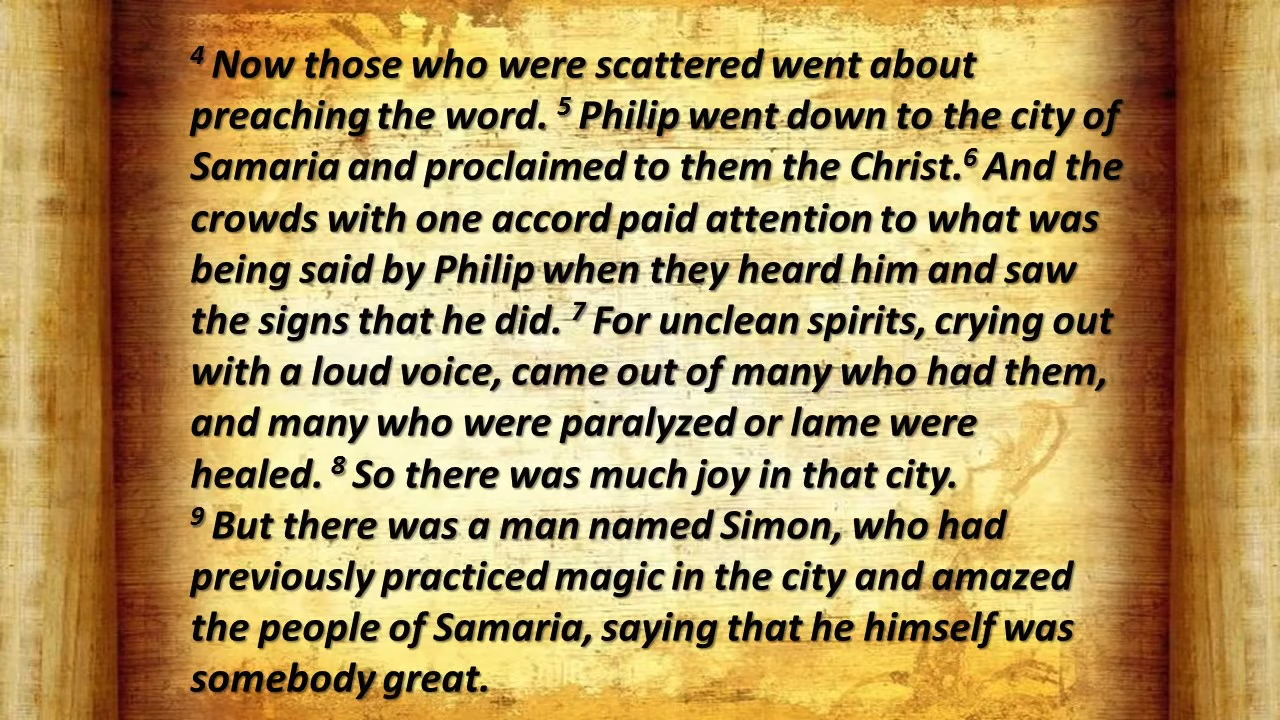 4 Now those who were scattered went about
preaching the word. 5 Philip went down to the city of
Samaria and proclaimed to them the Christ.6 And the
crowds with one accord paid attention to what was
being said by Philip when they heard him and saw
the signs that he did. 7 For unclean spirits, crying out
with a loud voice, came out of many who had them,
and many who were paralyzed or lame were
healed. 8 So there was much joy in that city.
9 But there was a man named Simon, who had
previously practiced magic in the city and amazed
the people of Samaria, saying that he himself was
somebody great.